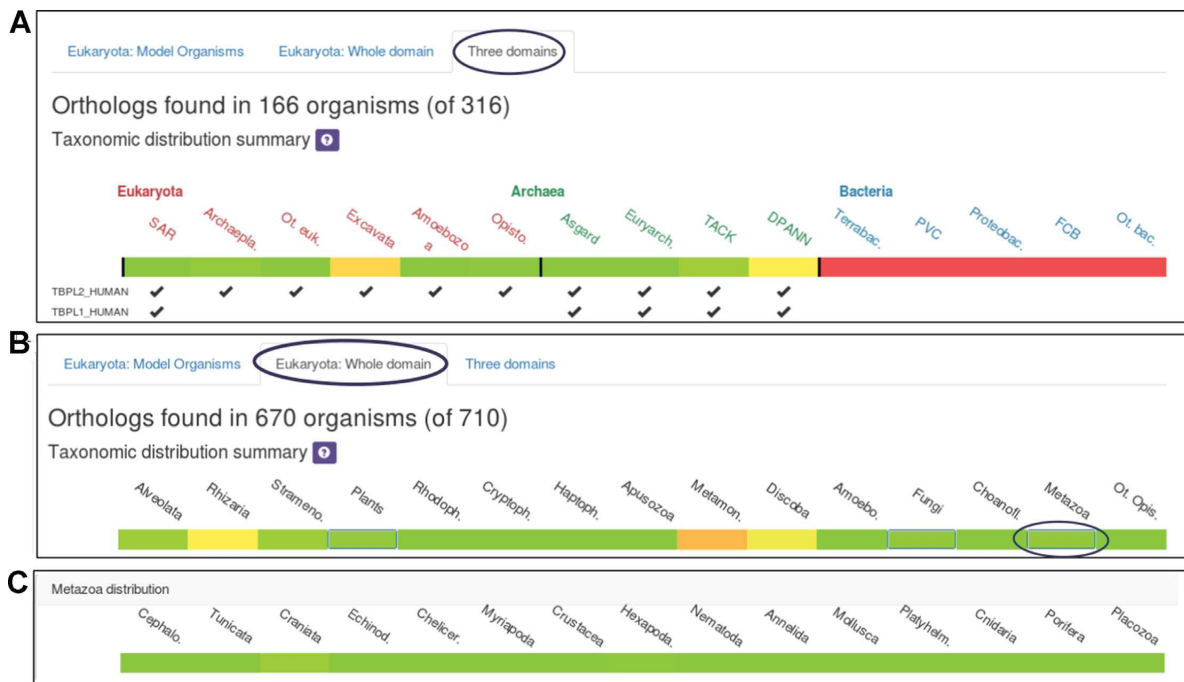 A
Eukaryota: Model Organisms Eukaryota: Whole domain Three domains
Orthologs found in 166 organisms (of 316)
Taxonomic distribution summary ?
Eukaryota Archaea Bacteria
SAR Archaepla. Ot. euk. Excavata Amoebozoa Opisto. Asgard Euryarch. TACK DPANN Terrabac. PVC Proteobac. FCB Ot. bac.
TBPL2_HUMAN ✔ ✔ ✔ ✔ ✔ ✔ ✔ ✔ ✔ ✔
TBPL1_HUMAN ✔ ✔ ✔ ✔ ✔
B
Eukaryota: Model Organisms Eukaryota: Whole domain Three domains
Orthologs found in 670 organisms (of 710)
Taxonomic distribution summary ?
Alveolata Rhizaria Strameno. Plants Rhodoph. Cryptoph. Haptoph. Apusozoa Metamon. Discoba Amoebo. Fungi Choanofl. Metazoa Ot. Opis.
C
Metazoa distribution
Cephalo. Tunicata Craniata Echinod. Chelicer. Myriapoda Crustacea Hexapoda. Nematoda Annelida Mollusca Platyhelm. Cnidaria Porifera Placozoa